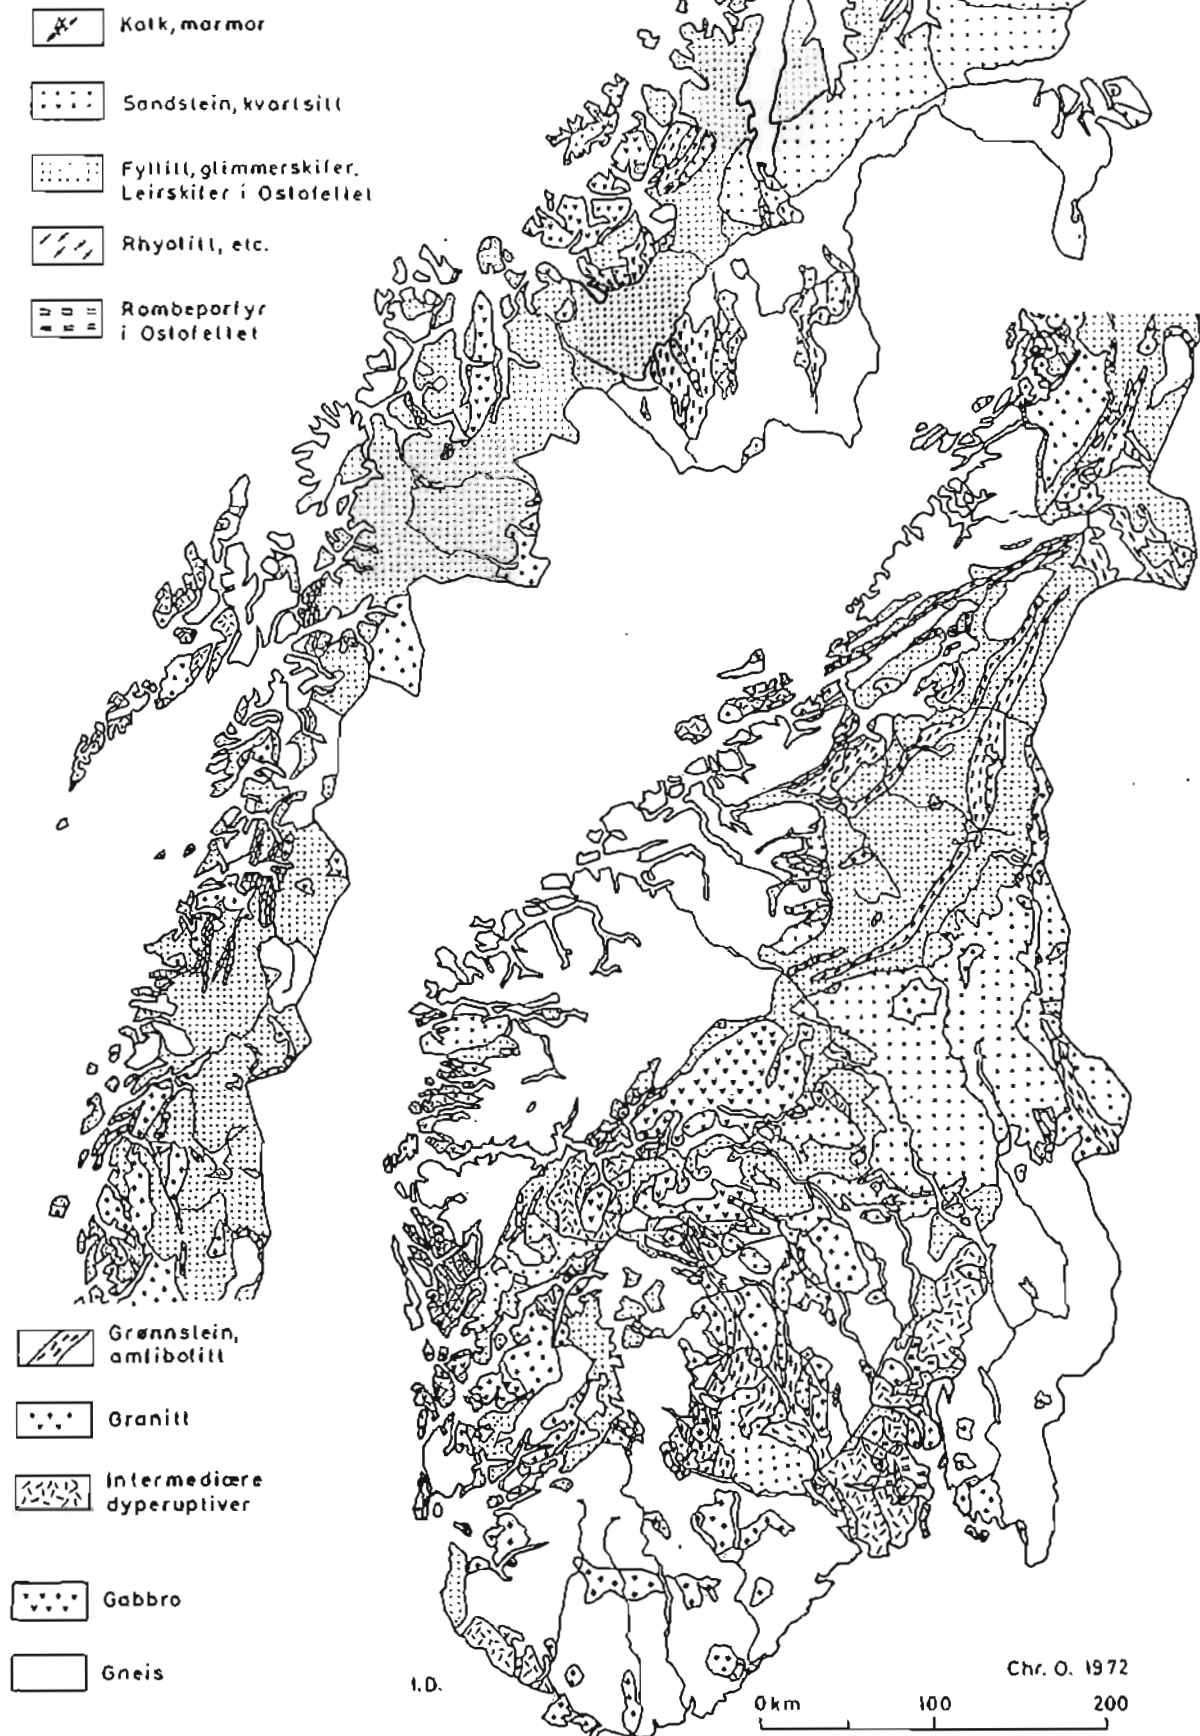 Kalk, marmor
Sandstein, kvartsitt
Fyllitt, glimmerskifer.
Leirskifer i Oslofeltet
Rhyolitt, etc.
Rombeporfyr
i Oslofeltet
Grønnstein,
amfibolitt
Granitt
Intermediære
dyperuptiver
Gabbro
Gneis
I.D.
Chr. O. 1972
0 km 100 200